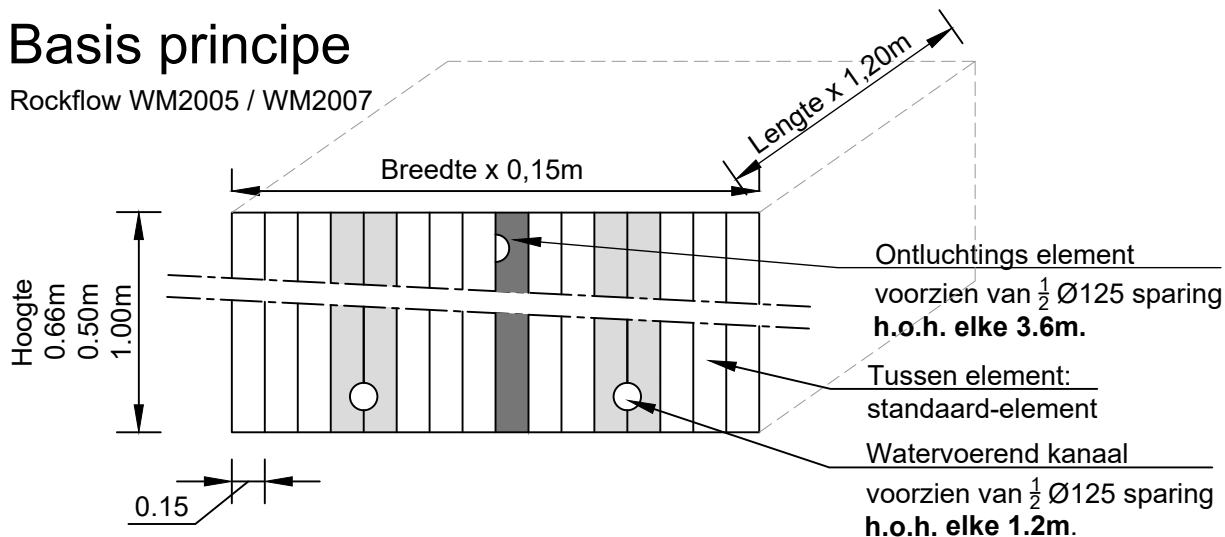 Basis principe
Rockflow WM2005 / WM2007
Lengte x 1,20m
Breedte x 0,15m
Hoogte
0.66m
0.50m
1.00m
Ontluchtings element
voorzien van ½ Ø125 sparing
h.o.h. elke 3.6m.
Tussen element:
standaard-element
Watervoerend kanaal
voorzien van ½ Ø125 sparing
h.o.h. elke 1.2m.
0.15